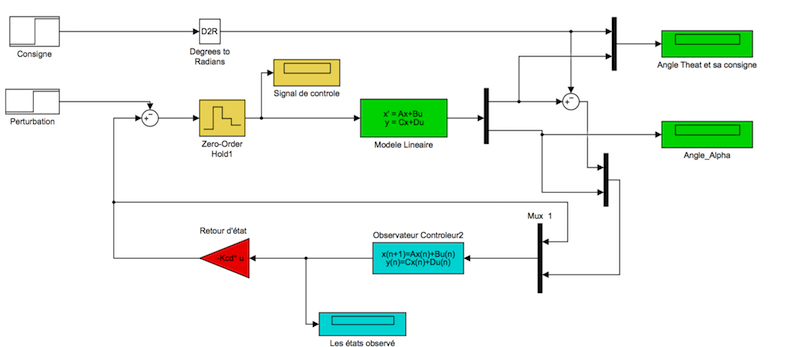 Consigne
D2R
Degrees to
Radians
Angle Theat et sa consigne
Signal de controle
Perturbation
Zero-Order
Hold1
x' = Ax+Bu
y = Cx+Du
Modele Lineaire
Angle_Alpha
Mux 1
Retour d'état
-Kcd* u
Observateur Controleur2
x(n+1)=Ax(n)+Bu(n)
y(n)=Cx(n)+Du(n)
Les états observé